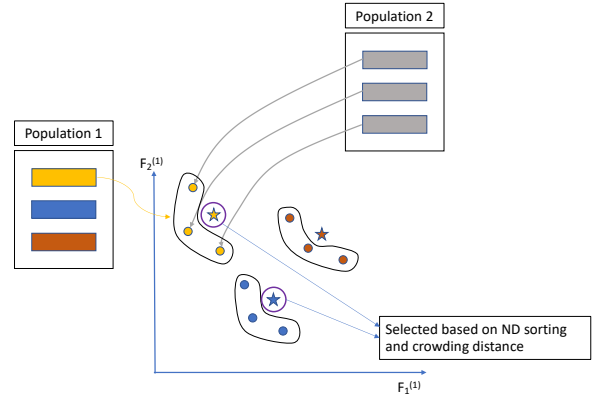 Population 2
Population 1
F2(1)
Selected based on ND sorting
and crowding distance
F1(1)